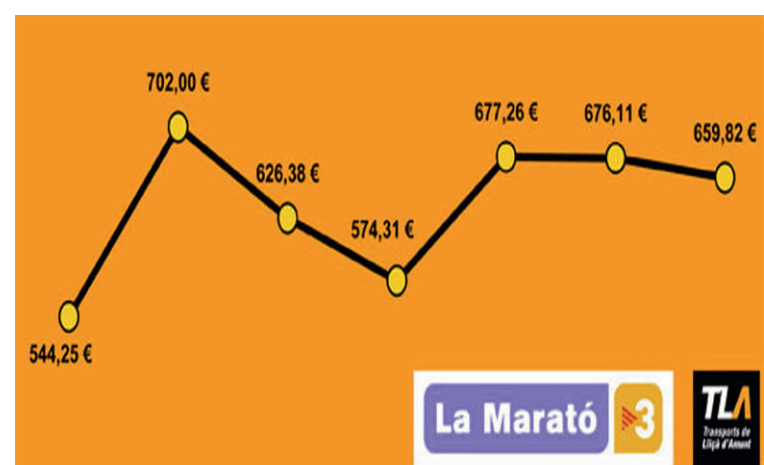 702,00 €
677,26 €
676,11 €
659,82 €
626,38 €
574,31 €
544,25 €
La Marató 3
TLA
Transports de
Lliçà d'Amunt